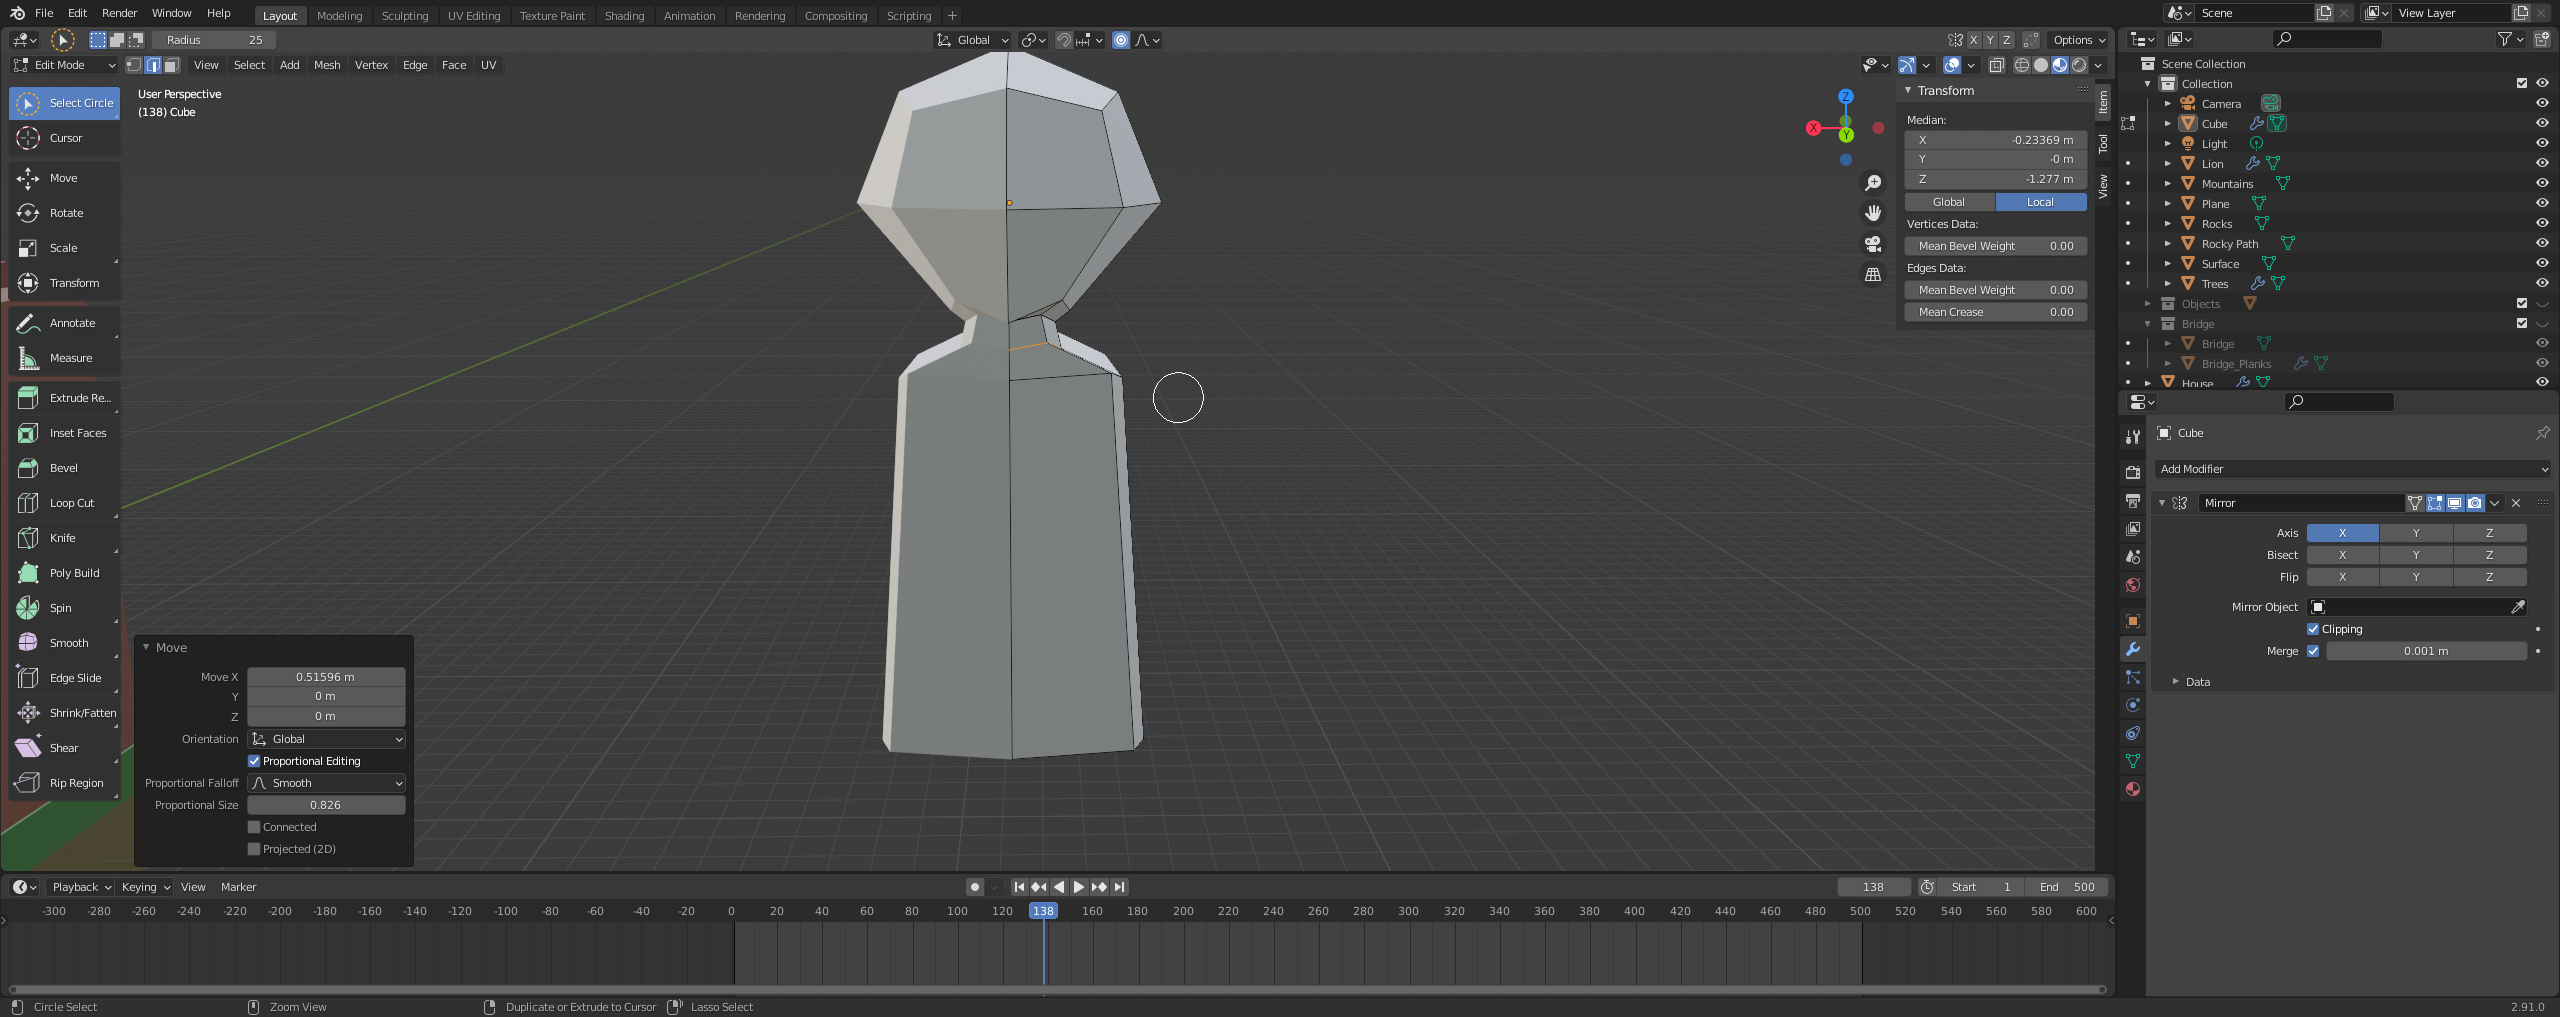 File Edit Render Window Help Layout Modeling Sculpting UV Editing Texture Paint Shading Animation Rendering Compositing Scripting + Scene View Layer
Radius 25 Global X Y Z Options
Edit Mode View Select Add Mesh Vertex Edge Face UV
User Perspective
(138) Cube
Select Circle
Cursor
Move
Rotate
Scale
Transform
Annotate
Measure
Extrude Re...
Inset Faces
Bevel
Loop Cut
Knife
Poly Build
Spin
Smooth
Edge Slide
Shrink/Fatten
Shear
Rip Region
Move
Move X 0.51596 m
Y 0 m
Z 0 m
Orientation Global
Proportional Editing
Proportional Falloff Smooth
Proportional Size 0.826
Connected
Projected (2D)
Z
X
Y
Transform
Median:
X -0.23369 m
Y -0 m
Z -1.277 m
Global Local
Vertices Data:
Mean Bevel Weight 0.00
Edges Data:
Mean Bevel Weight 0.00
Mean Crease 0.00
Item
Tool
View
Scene Collection
Collection
Camera
Cube
Light
Lion
Mountains
Plane
Rocks
Rocky Path
Surface
Trees
Objects
Bridge
Bridge
Bridge_Planks
House
Cube
Add Modifier
Mirror
Axis X Y Z
Bisect X Y Z
Flip X Y Z
Mirror Object
Clipping
Merge 0.001 m
Data
Playback Keying View Marker 138 Start 1 End 500
-300 -280 -260 -240 -220 -200 -180 -160 -140 -120 -100 -80 -60 -40 -20 0 20 40 60 80 100 120 138 160 180 200 220 240 260 280 300 320 340 360 380 400 420 440 460 480 500 520 540 560 580 600
Circle Select Zoom View Duplicate or Extrude to Cursor Lasso Select 2.91.0